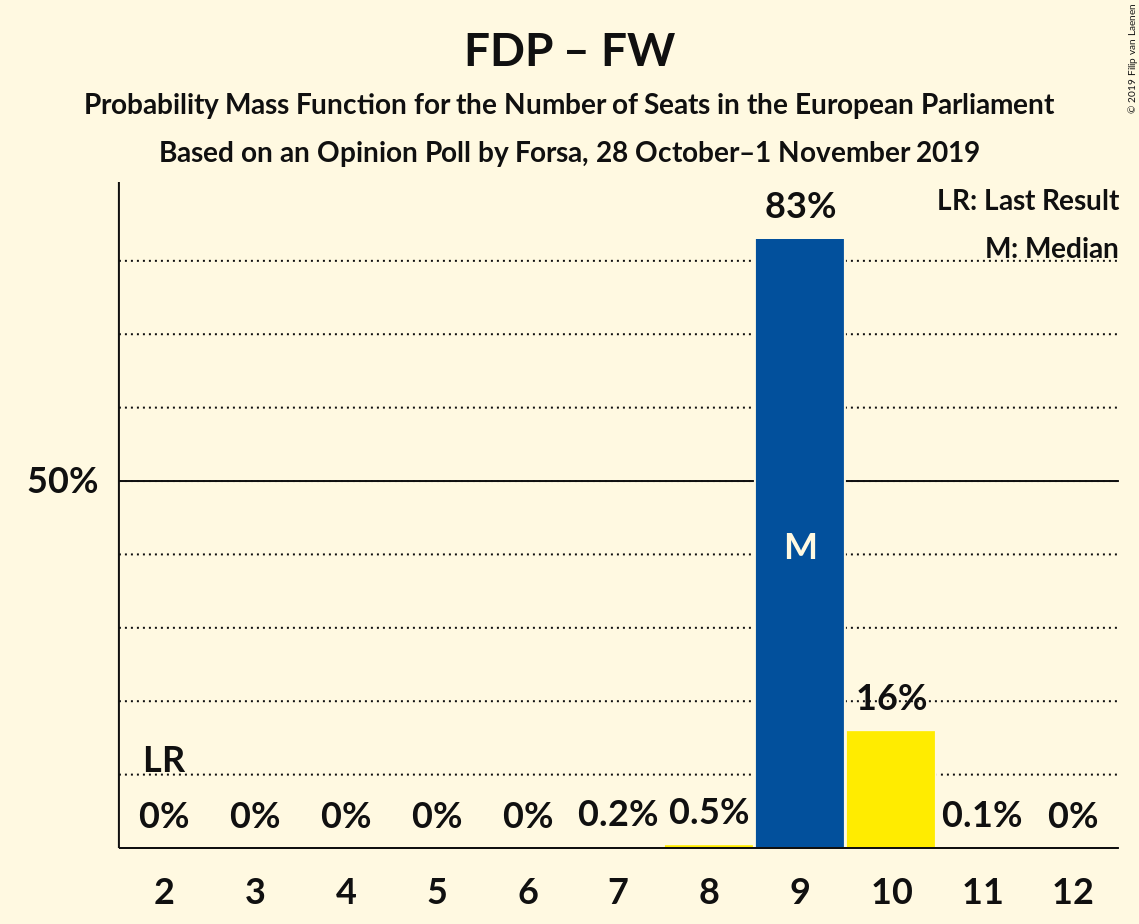 FDP – FW
Probability Mass Function for the Number of Seats in the European Parliament
Based on an Opinion Poll by Forsa, 28 October–1 November 2019
© 2019 Filip van Laenen
LR: Last Result
M: Median
83%
50%
M
16%
LR
0% 0% 0% 0% 0% 0.2% 0.5% 0.1% 0%
2 3 4 5 6 7 8 9 10 11 12